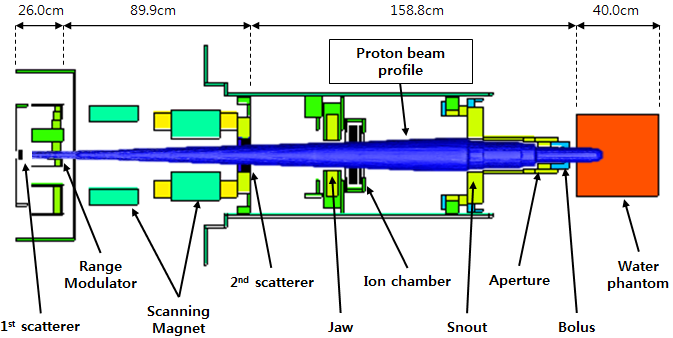 26.0cm 89.9cm 158.8cm 40.0cm
Proton beam
profile
Range
Modulator
1st scatterer
Scanning
Magnet
2nd scatterer
Jaw
Ion chamber
Snout
Aperture
Bolus
Water
phantom